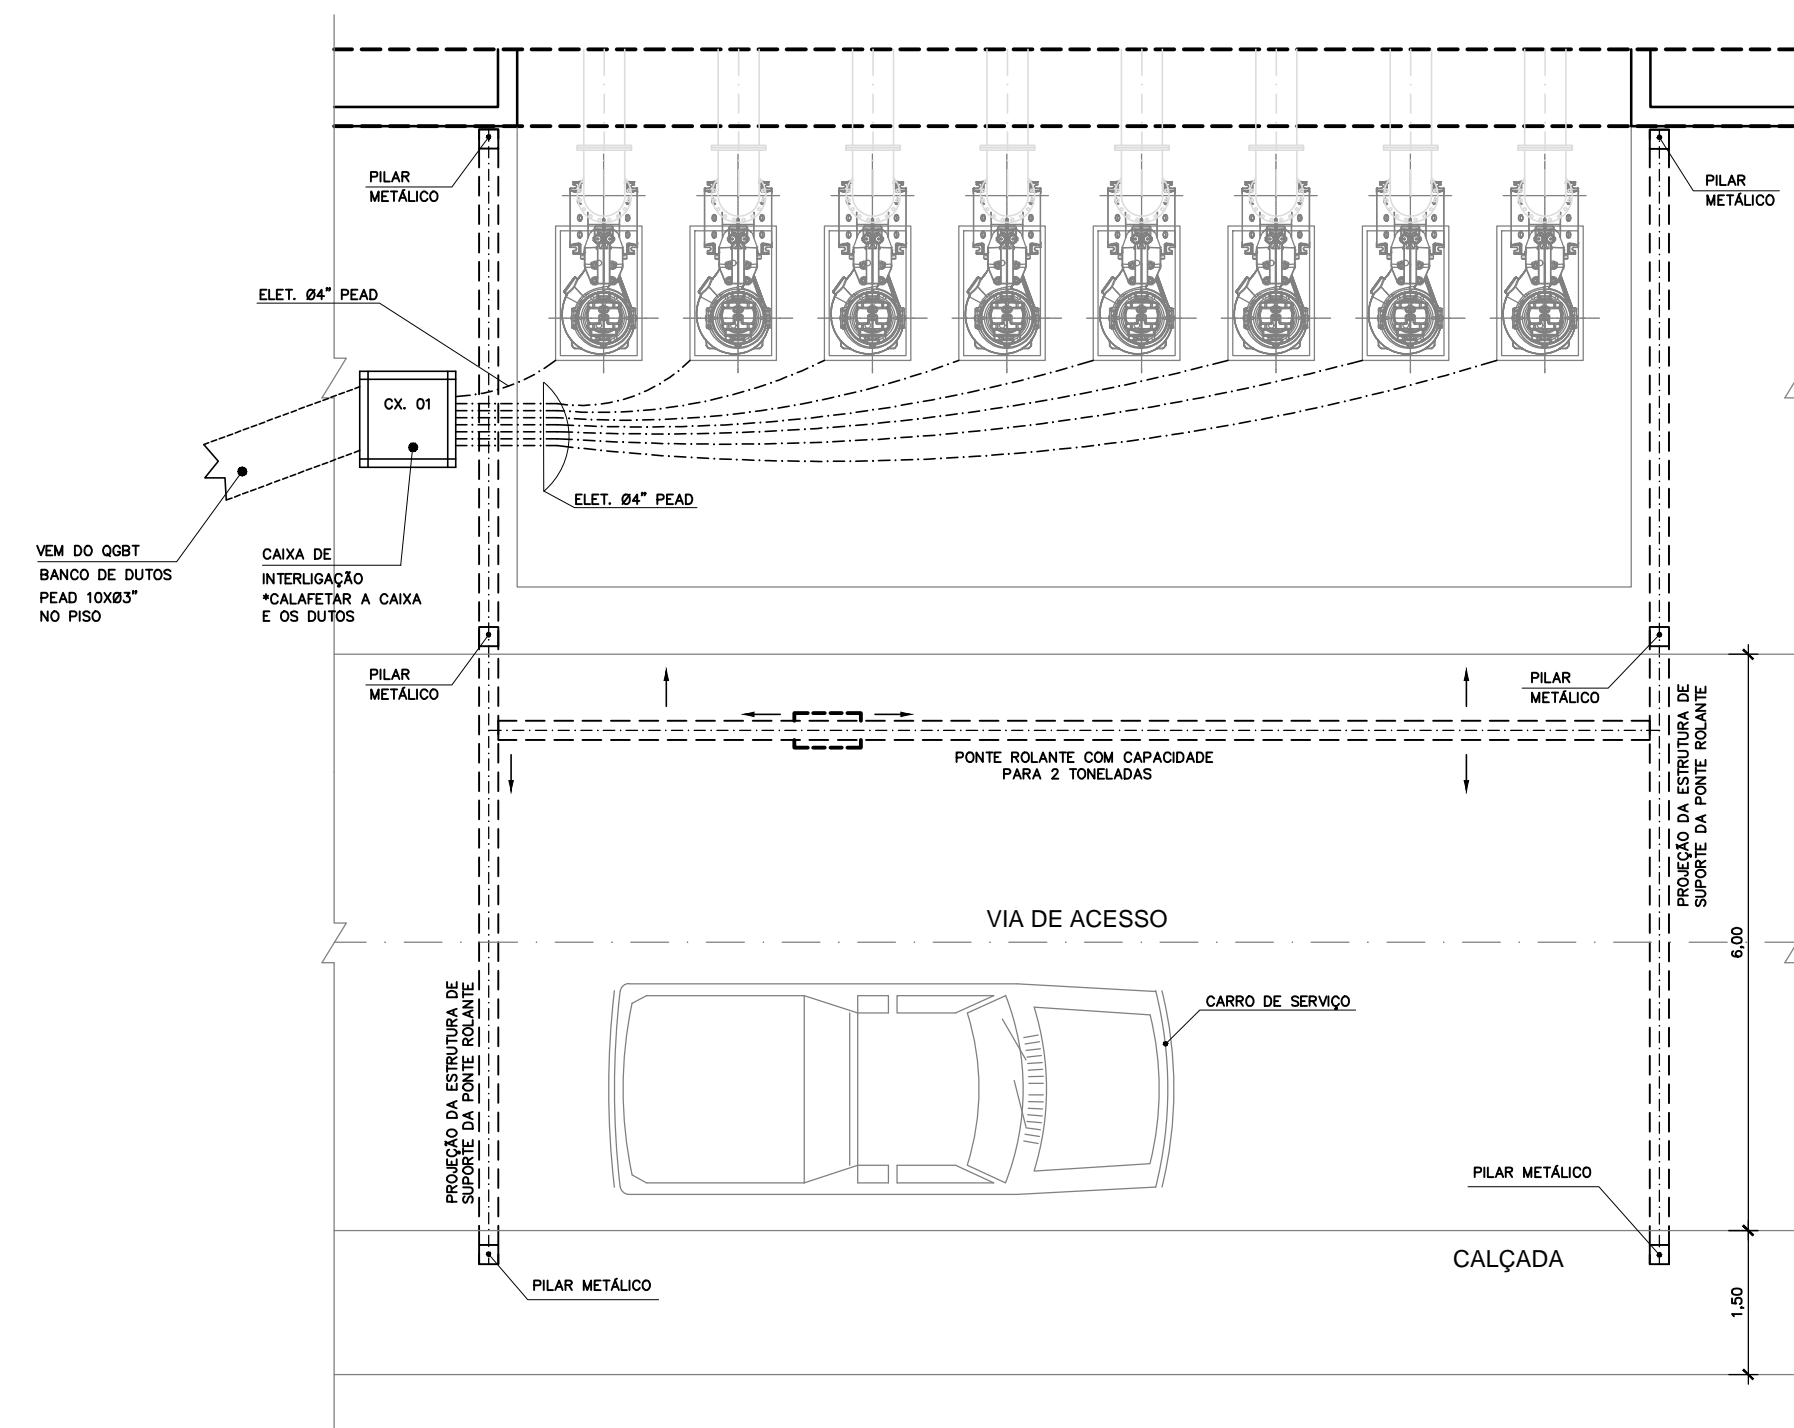 PILAR
METÁLICO
PILAR
METÁLICO
ELET. Ø4" PEAD
CX. 01
ELET. Ø4" PEAD
VEM DO QGBT
BANCO DE DUTOS
PEAD 10XØ3"
NO PISO
CAIXA DE
INTERLIGAÇÃO
*CALAFETAR A CAIXA
E OS DUTOS
PILAR
METÁLICO
PILAR
METÁLICO
PROJEÇÃO DA ESTRUTURA DE
SUPORTE DA PONTE ROLANTE
PONTE ROLANTE COM CAPACIDADE
PARA 2 TONELADAS
VIA DE ACESSO
6,00
PROJEÇÃO DA ESTRUTURA DE
SUPORTE DA PONTE ROLANTE
CARRO DE SERVIÇO
PILAR METÁLICO
CALÇADA
PILAR METÁLICO
1,50